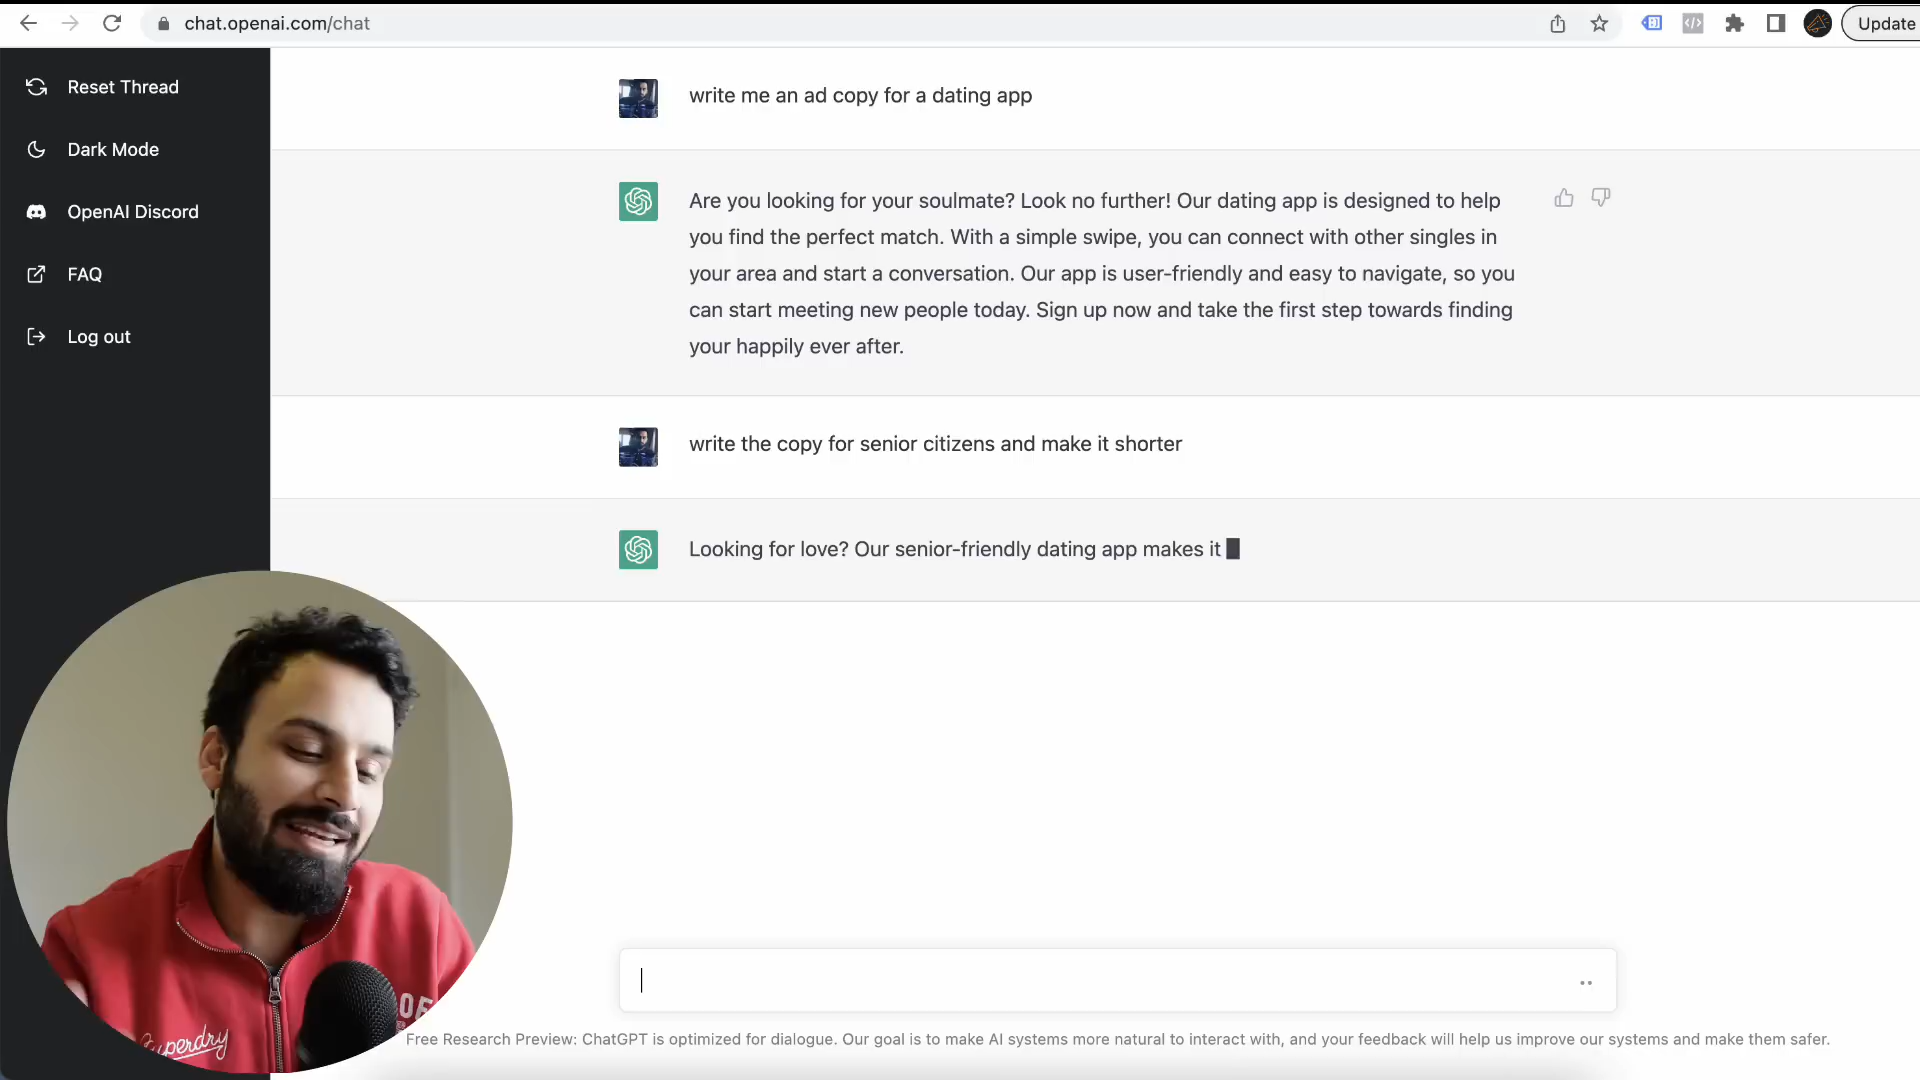 chat.openai.com/chat
Update
Reset Thread
Dark Mode
OpenAI Discord
FAQ
Log out
write me an ad copy for a dating app
Are you looking for your soulmate? Look no further! Our dating app is designed to help
you find the perfect match. With a simple swipe, you can connect with other singles in
your area and start a conversation. Our app is user-friendly and easy to navigate, so you
can start meeting new people today. Sign up now and take the first step towards finding
your happily ever after.
write the copy for senior citizens and make it shorter
Looking for love? Our senior-friendly dating app makes it
Free Research Preview: ChatGPT is optimized for dialogue. Our goal is to make AI systems more natural to interact with, and your feedback will help us improve our systems and make them safer.